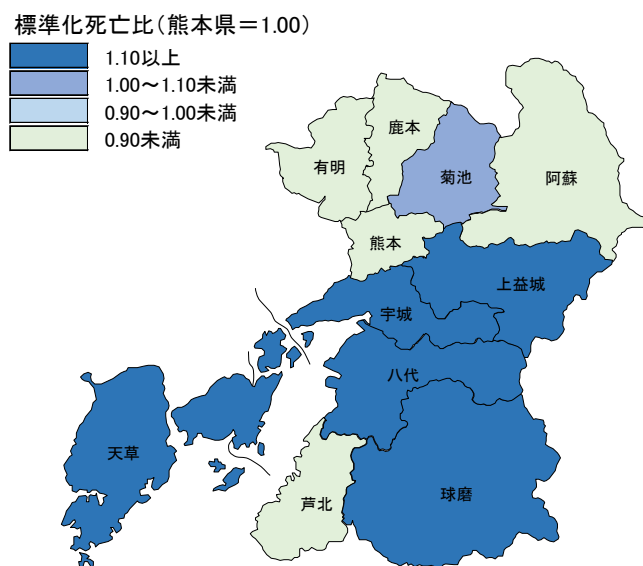 標準化死亡比(熊本県＝1.00)
1.10以上
1.00～1.10未満
0.90～1.00未満
0.90未満
鹿本
有明
菊池
阿蘇
熊本
上益城
宇城
八代
天草
球磨
芦北